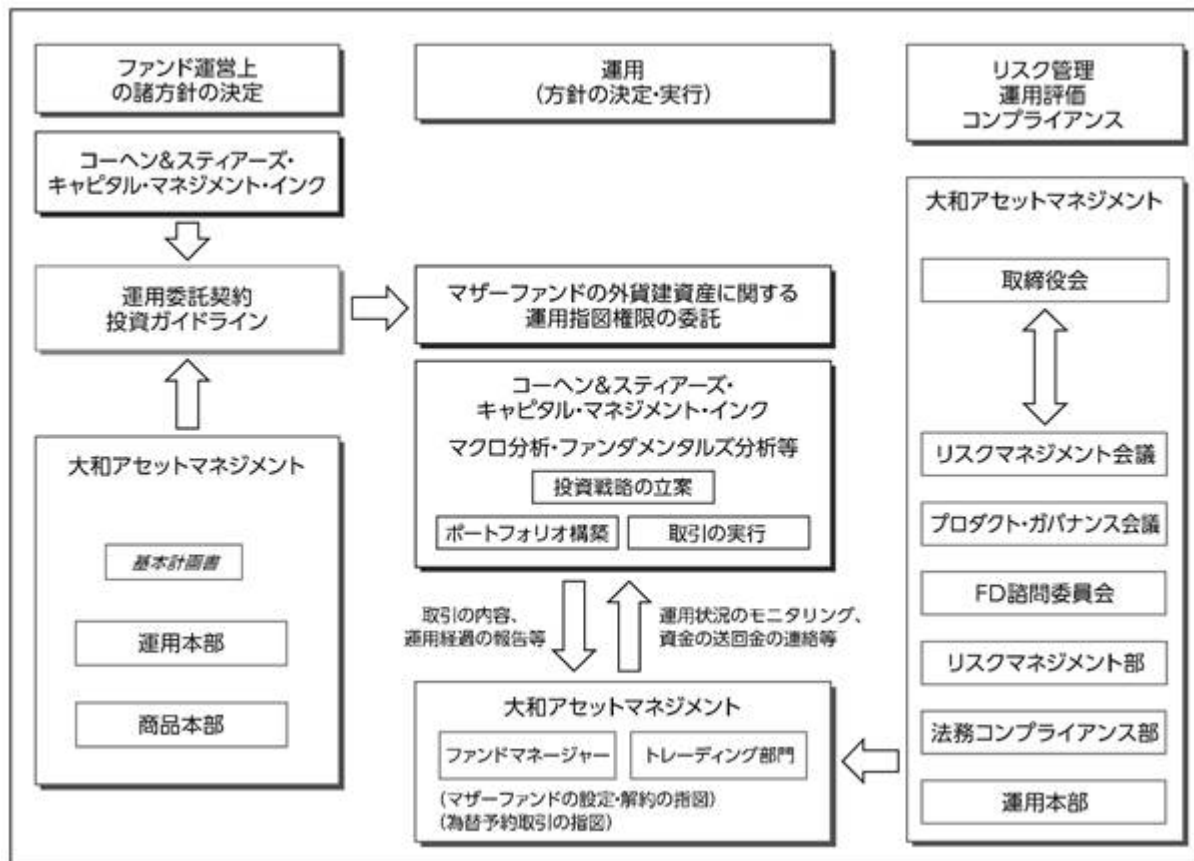 ファンド運営上
の諸方針の決定
コーヘン&スティアーズ・
キャピタル・マネジメント・インク
運用委託契約
投資ガイドライン
大和アセットマネジメント
基本計画書
運用本部
商品本部
運用
(方針の決定・実行)
マザーファンドの外貨建資産に関する
運用指図権限の委託
コーヘン&スティアーズ・
キャピタル・マネジメント・インク
マクロ分析・ファンダメンタルズ分析等
投資戦略の立案
ポートフォリオ構築
取引の実行
取引の内容、
運用経過の報告等
運用状況のモニタリング、
資金の送回金の連絡等
大和アセットマネジメント
ファンドマネージャー
トレーディング部門
(マザーファンドの設定・解約の指図)
(為替予約取引の指図)
リスク管理
運用評価
コンプライアンス
大和アセットマネジメント
取締役会
リスクマネジメント会議
プロダクト・ガバナンス会議
FD諮問委員会
リスクマネジメント部
法務コンプライアンス部
運用本部